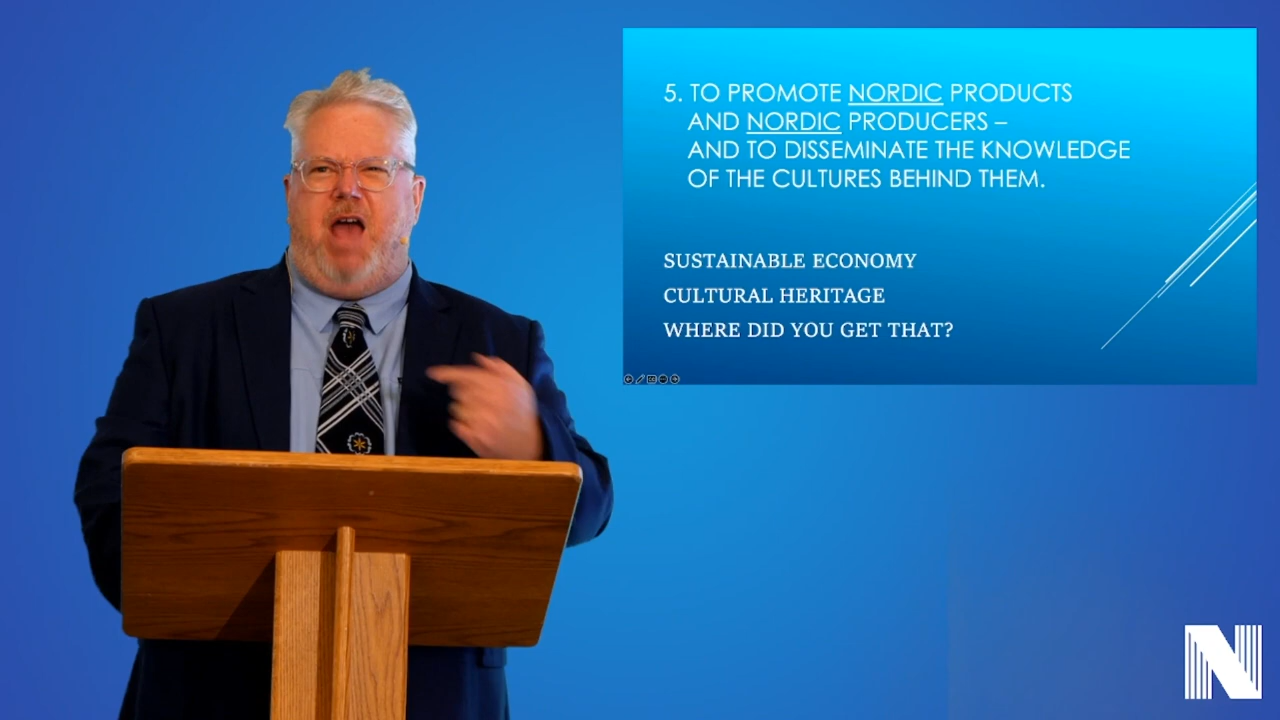 5. TO PROMOTE NORDIC PRODUCTS
AND NORDIC PRODUCERS –
AND TO DISSEMINATE THE KNOWLEDGE
OF THE CULTURES BEHIND THEM.
SUSTAINABLE ECONOMY
CULTURAL HERITAGE
WHERE DID YOU GET THAT?
N